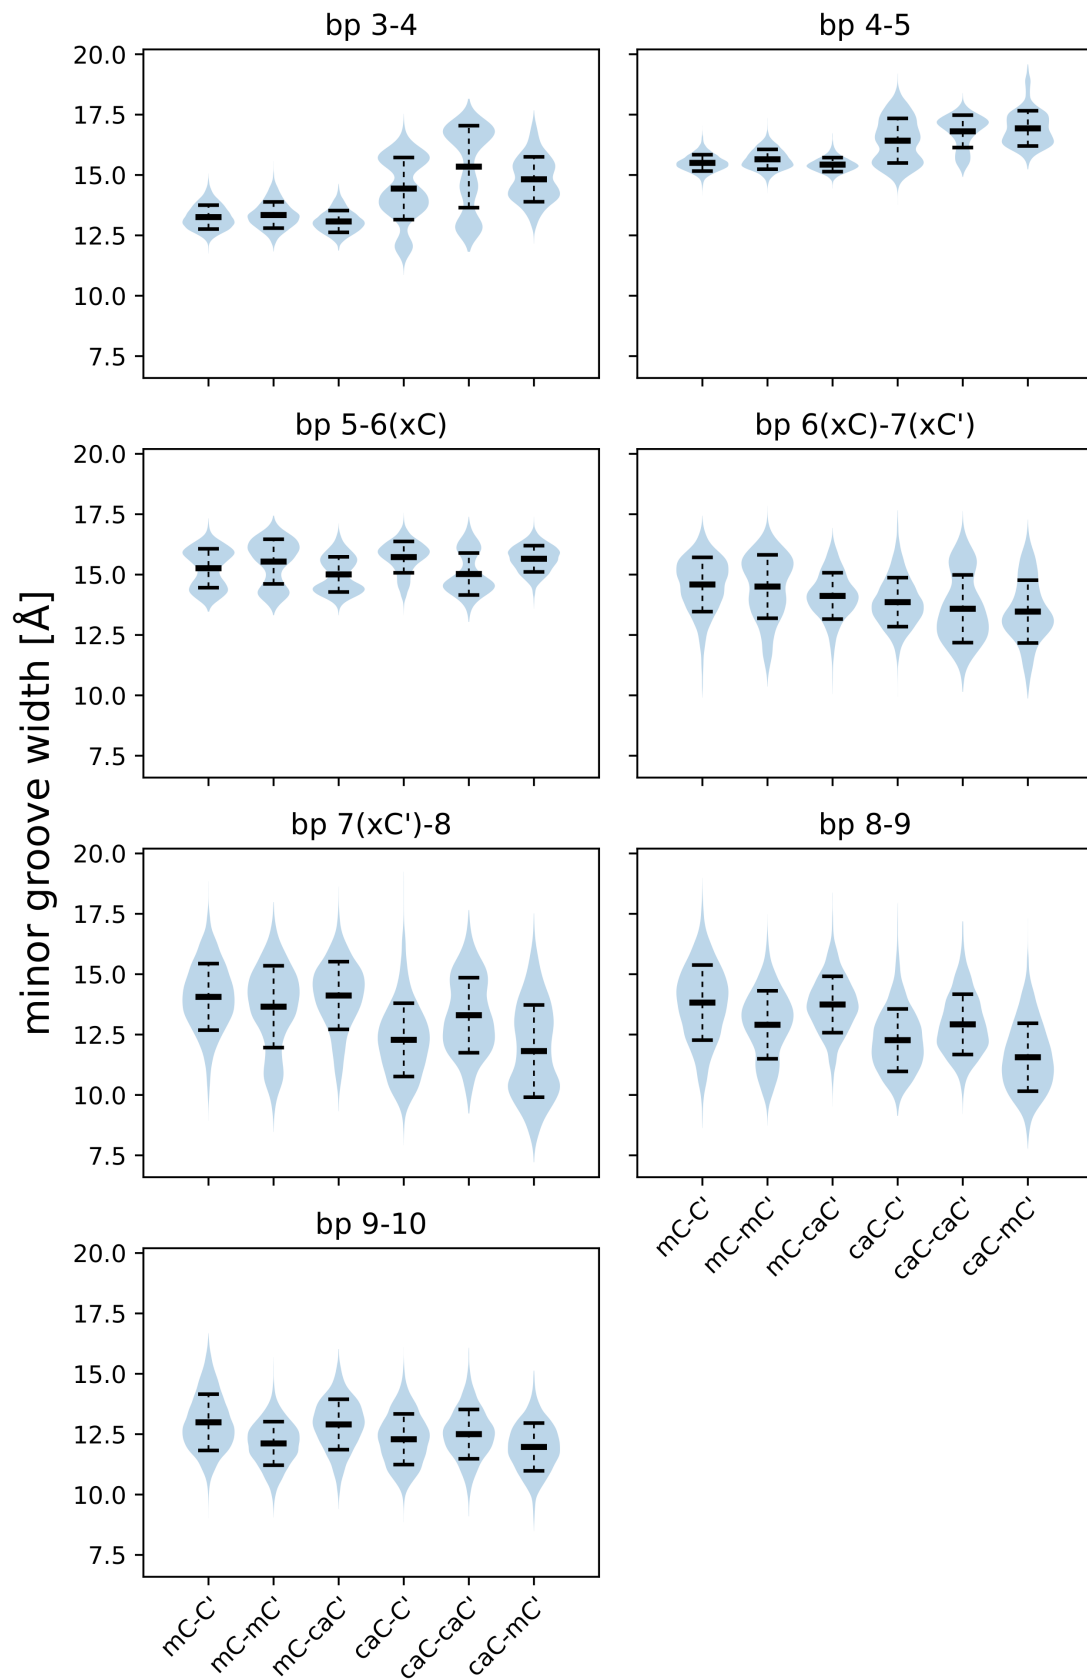 bp 3-4
bp 4-5
20.0
17.5
15.0
12.5
10.0
7.5
bp 5-6(xC)
bp 6(xC)-7(xC')
20.0
17.5
15.0
12.5
10.0
7.5
minor groove width [Å]
bp 7(xC')-8
bp 8-9
20.0
17.5
15.0
12.5
10.0
7.5
mC-C'
mC-mC'
mC-caC'
caC-C'
caC-caC'
caC-mC'
bp 9-10
20.0
17.5
15.0
12.5
10.0
7.5
mC-C'
mC-mC'
mC-caC'
caC-C'
caC-caC'
caC-mC'